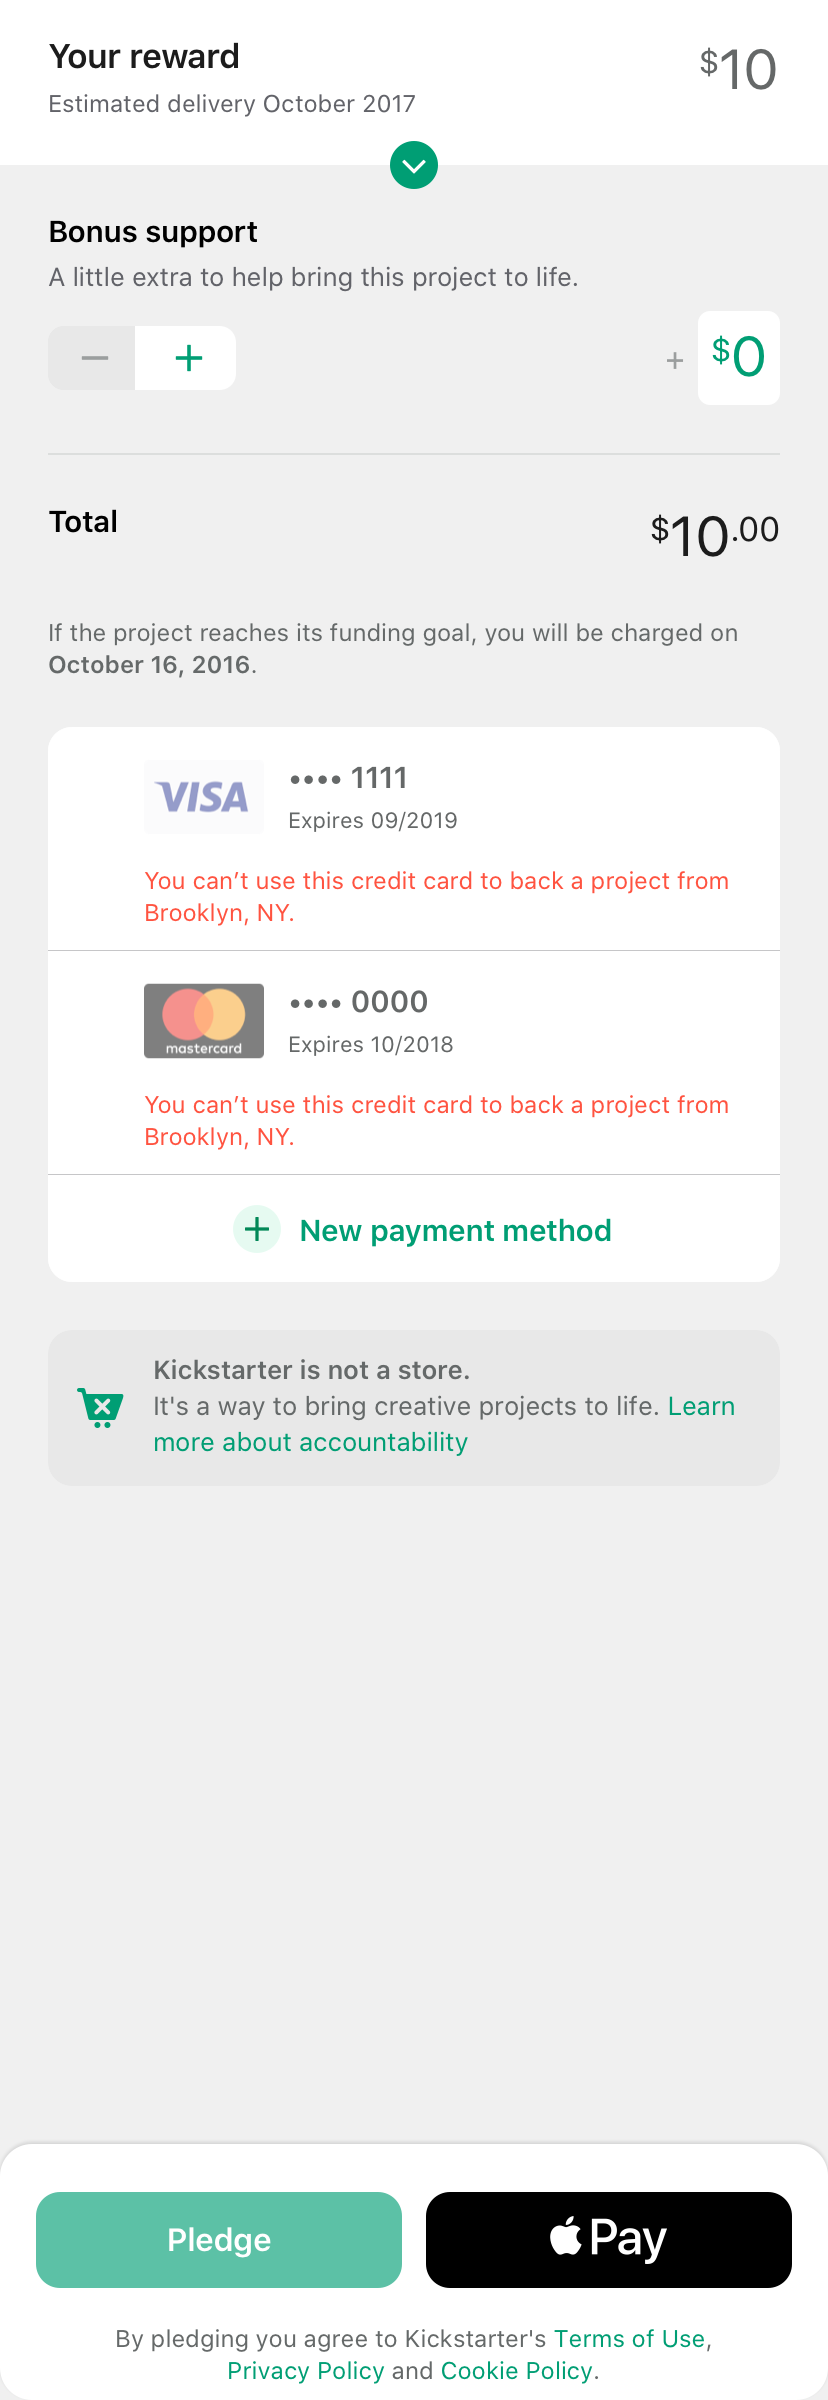 Your reward
$10
Estimated delivery October 2017
Bonus support
A little extra to help bring this project to life.
− + + $0
Total
$10.00
If the project reaches its funding goal, you will be charged on
October 16, 2016.
VISA •••• 1111
Expires 09/2019
You can’t use this credit card to back a project from
Brooklyn, NY.
•••• 0000
mastercard Expires 10/2018
You can’t use this credit card to back a project from
Brooklyn, NY.
+ New payment method
Kickstarter is not a store.
It's a way to bring creative projects to life. Learn
more about accountability
Pledge
Pay
By pledging you agree to Kickstarter's Terms of Use,
Privacy Policy and Cookie Policy.